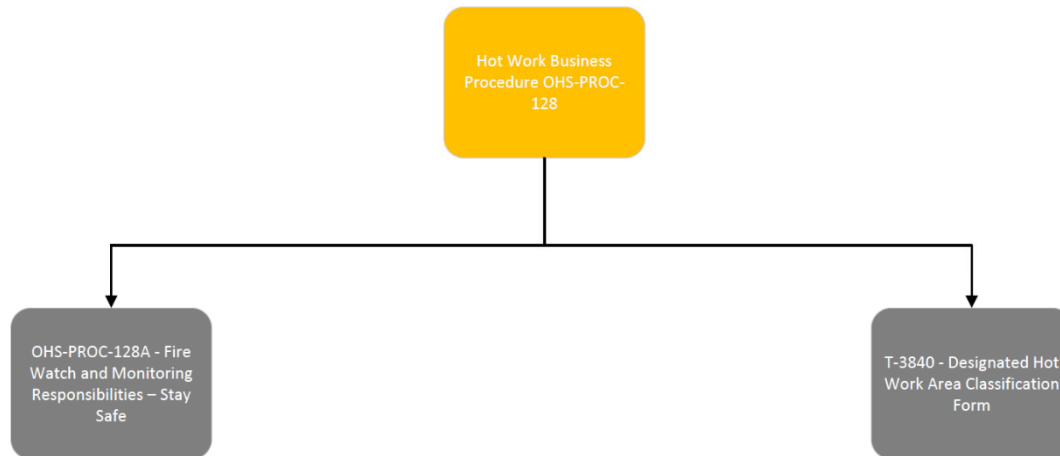 Hot Work Business
Procedure OHS-PROC-
128
OHS-PROC-128A - Fire
Watch and Monitoring
Responsibilities – Stay
Safe
T-3840 - Designated Hot
Work Area Classification
Form